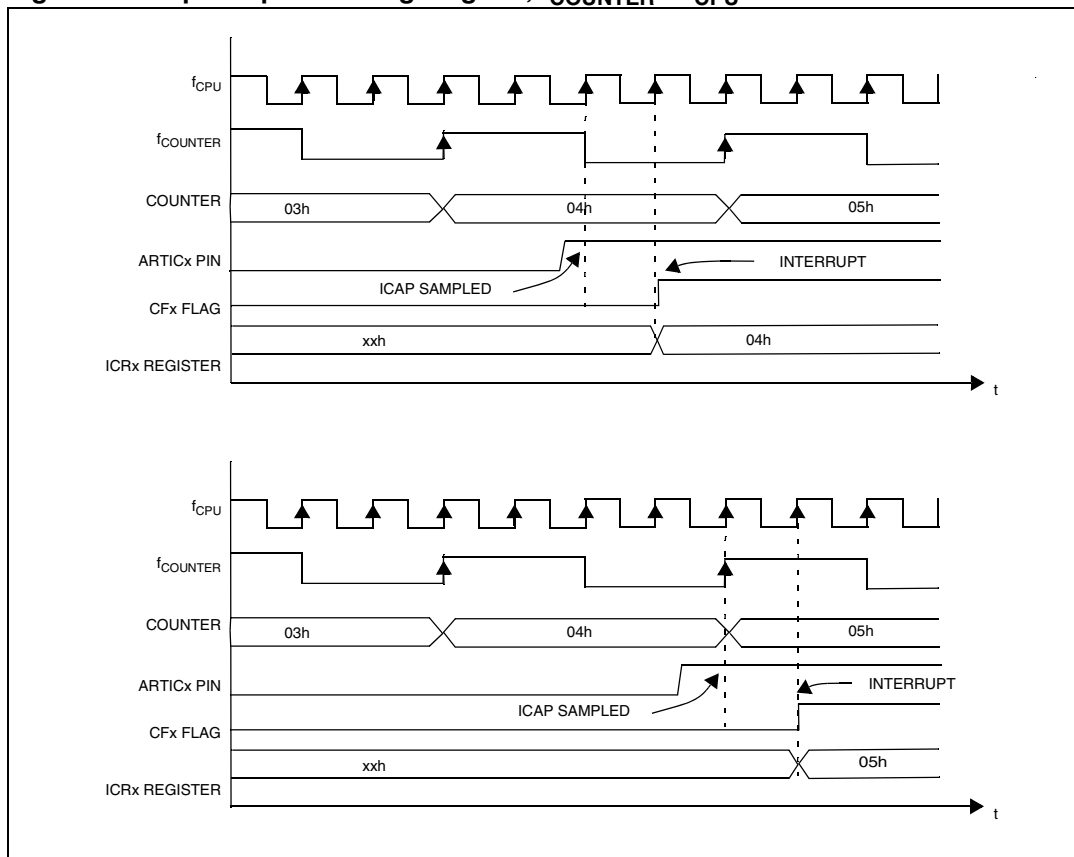 fCPU
fCOUNTER
COUNTER
03h
04h
05h
ARTICx PIN
INTERRUPT
ICAP SAMPLED
CFx FLAG
xxh
04h
ICRx REGISTER
t
fCPU
fCOUNTER
COUNTER
03h
04h
05h
ARTICx PIN
INTERRUPT
ICAP SAMPLED
CFx FLAG
xxh
05h
ICRx REGISTER
t